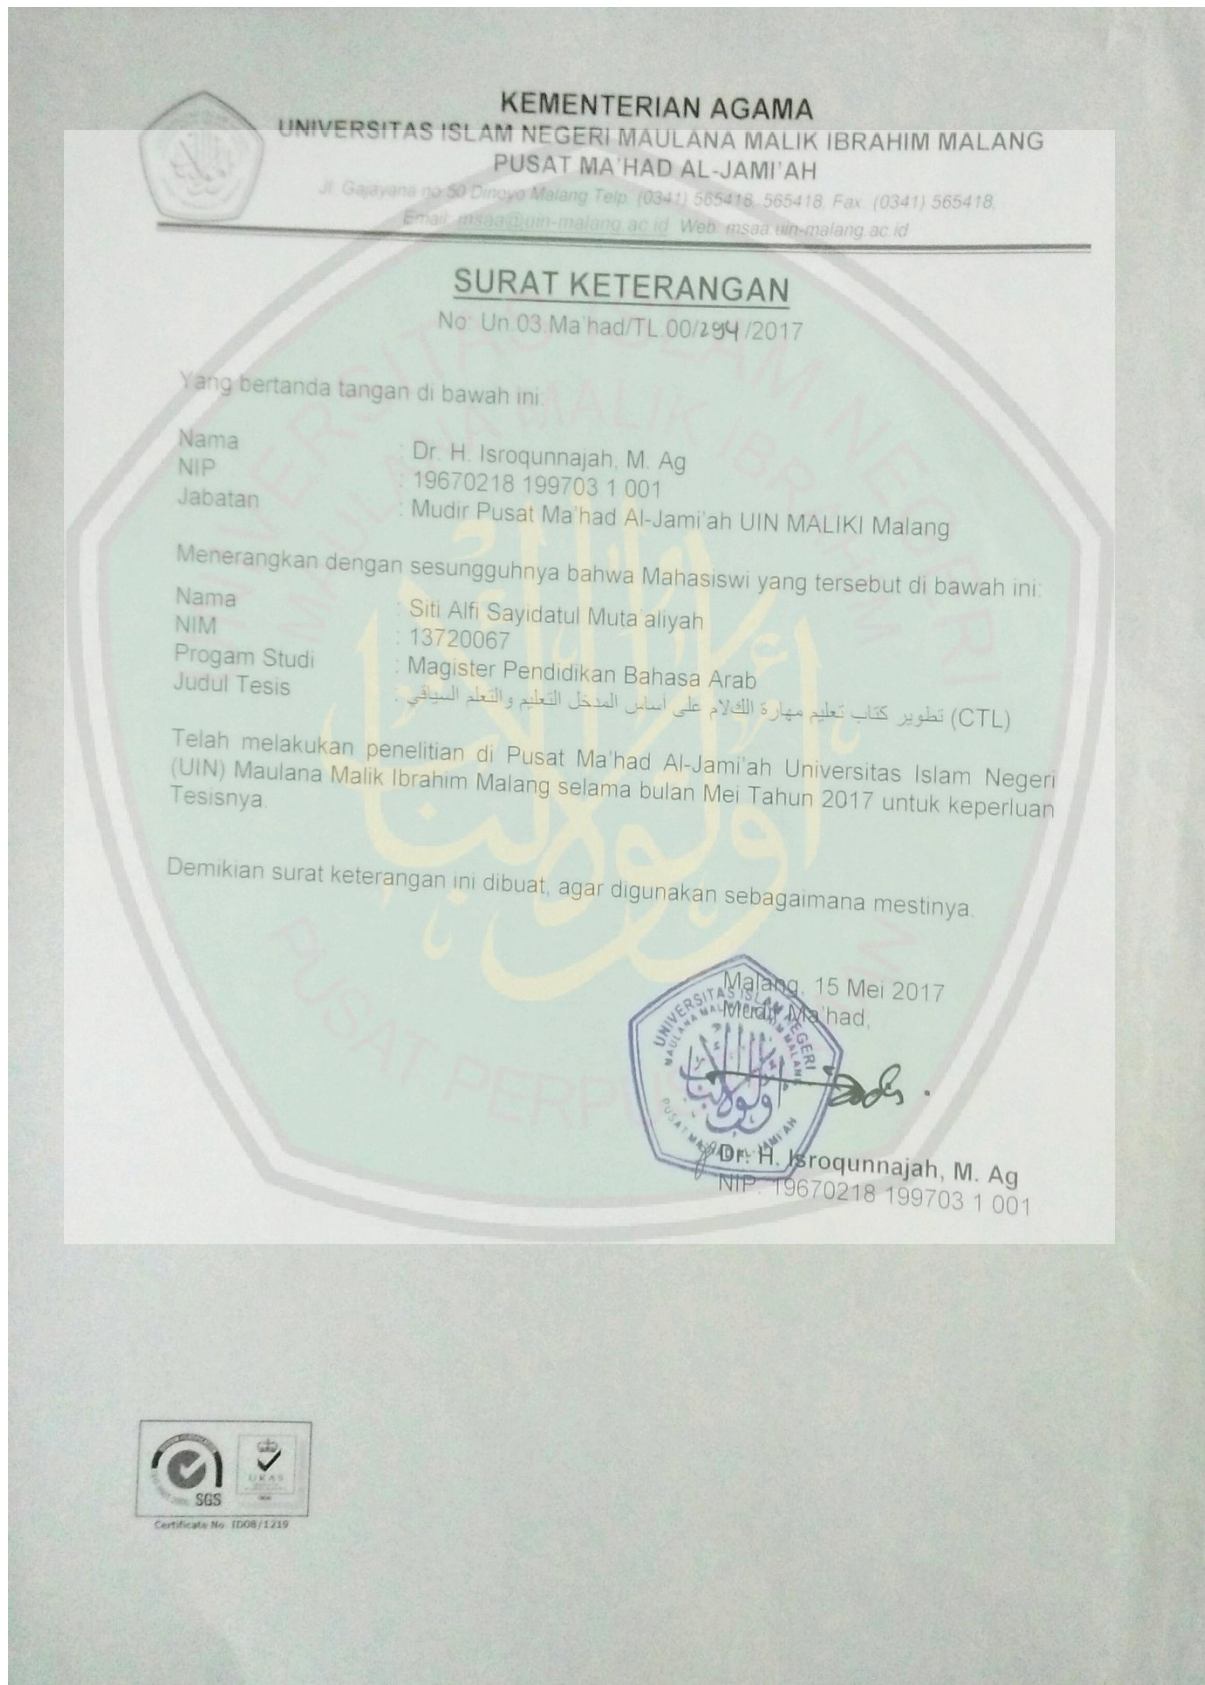 KEMENTERIAN AGAMA
UNIVERSITAS ISLAM NEGERI MAULANA MALIK IBRAHIM MALANG
PUSAT MA'HAD AL-JAMI'AH
Jl. Gajayana no 50 Dinoyo Malang Telp. (0341) 565418, 565418, Fax. (0341) 565418,
Email: msaa@uin-malang.ac.id Web: msaa.uin-malang.ac.id
SURAT KETERANGAN
No: Un.03.Ma'had/TL.00/294/2017
Yang bertanda tangan di bawah ini:
Nama : Dr. H. Isroqunnajah, M. Ag
NIP : 19670218 199703 1 001
Jabatan : Mudir Pusat Ma'had Al-Jami'ah UIN MALIKI Malang
Menerangkan dengan sesungguhnya bahwa Mahasiswi yang tersebut di bawah ini:
Nama : Siti Alfi Sayidatul Muta'aliyah
NIM : 13720067
Progam Studi : Magister Pendidikan Bahasa Arab
Judul Tesis : تطوير كتاب تعليم مهارة الكلام على أساس المدخل التعليم والتعلم السياقي (CTL)
Telah melakukan penelitian di Pusat Ma'had Al-Jami'ah Universitas Islam Negeri
(UIN) Maulana Malik Ibrahim Malang selama bulan Mei Tahun 2017 untuk keperluan
Tesisnya.
Demikian surat keterangan ini dibuat, agar digunakan sebagaimana mestinya.
Malang, 15 Mei 2017
Mudir Ma'had,
UNIVERSITAS ISLAM NEGERI
MAULANA MALIK IBRAHIM MALANG
PUSAT MA'HAD AL-JAMI'AH
Dr. H. Isroqunnajah, M. Ag
NIP. 19670218 199703 1 001
UNIVERSITAS ISLAM NEGERI
MAULANA MALIK IBRAHIM
SGS
UKAS
Certificate No. ID08/1219